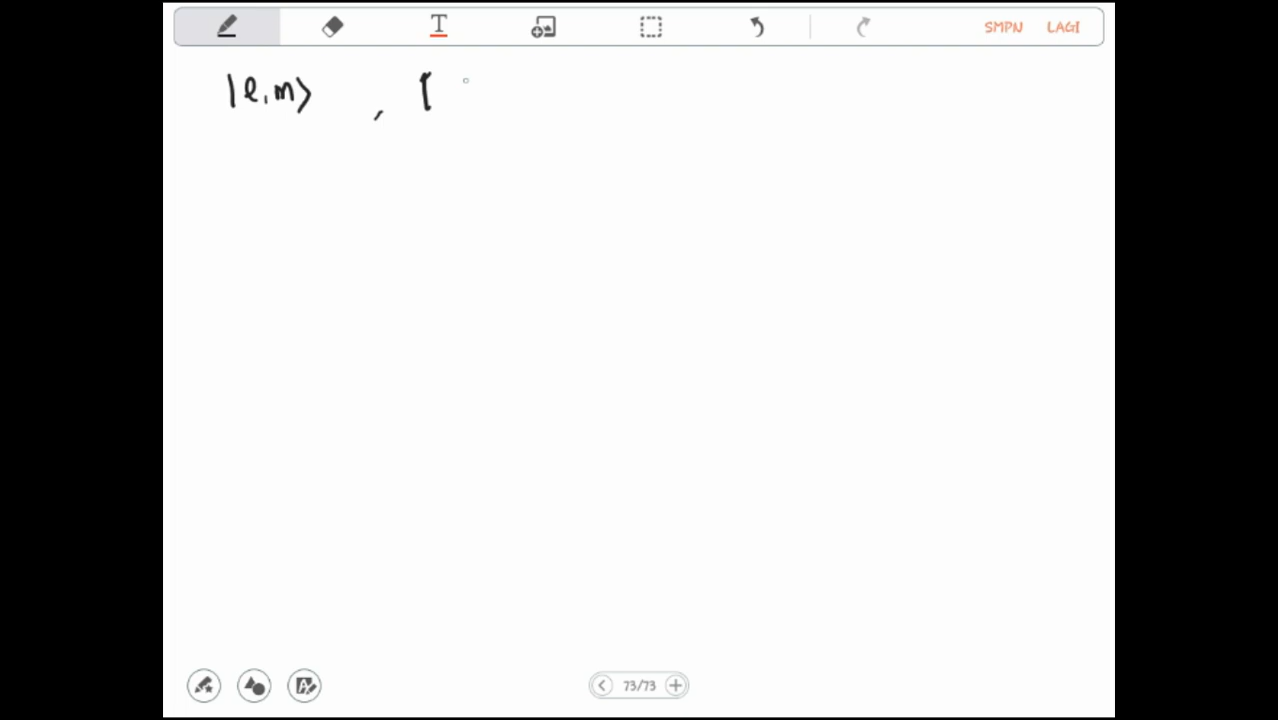 T SMPN LAGI
|l,m⟩ , [
73/73